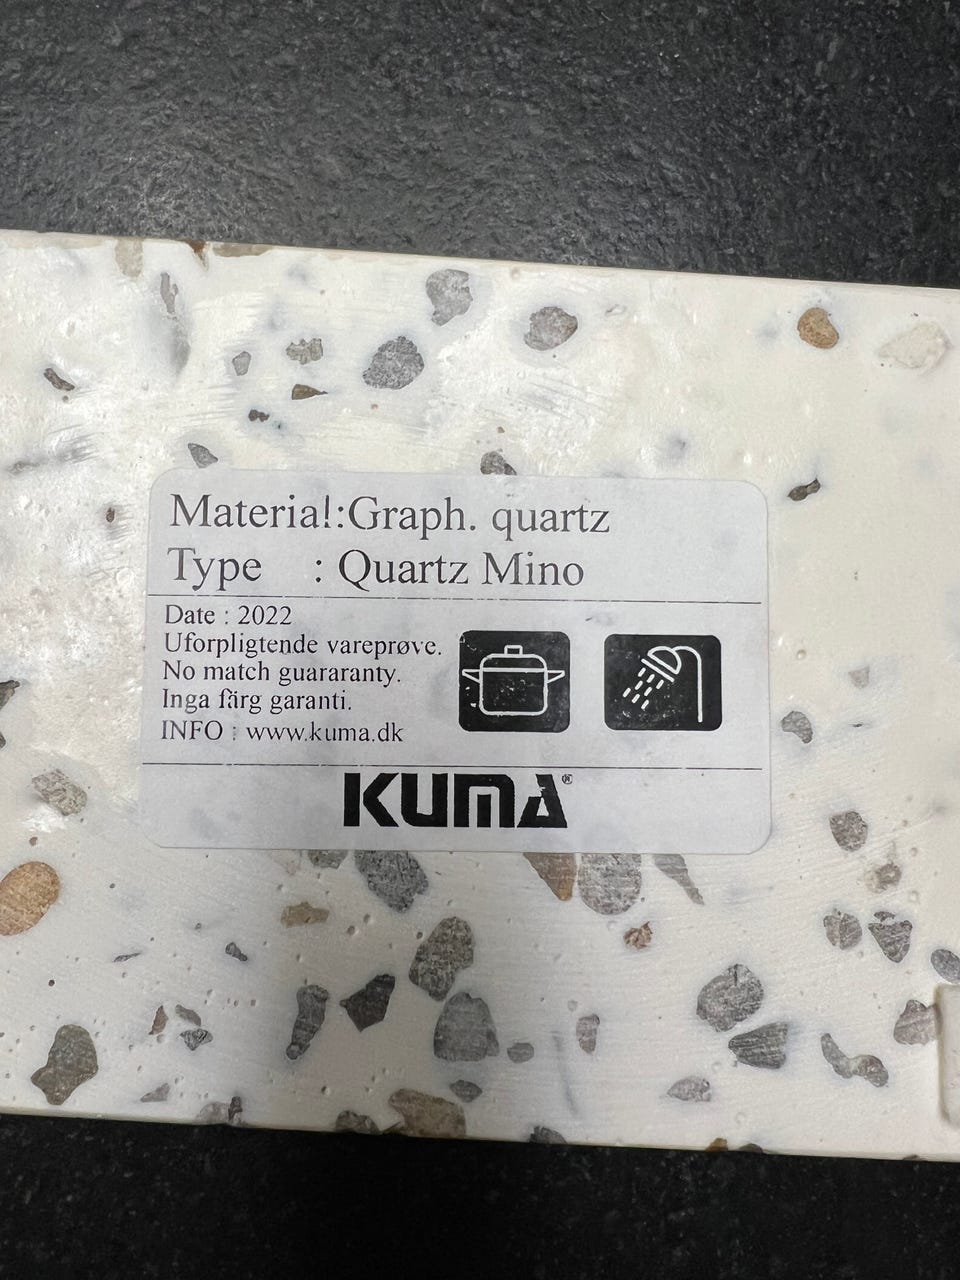 Material:Graph. quartz
Type : Quartz Mino
Date : 2022
Uforpligtende vareprøve.
No match guararanty.
Inga färg garanti.
INFO : www.kuma.dk
KUMA®